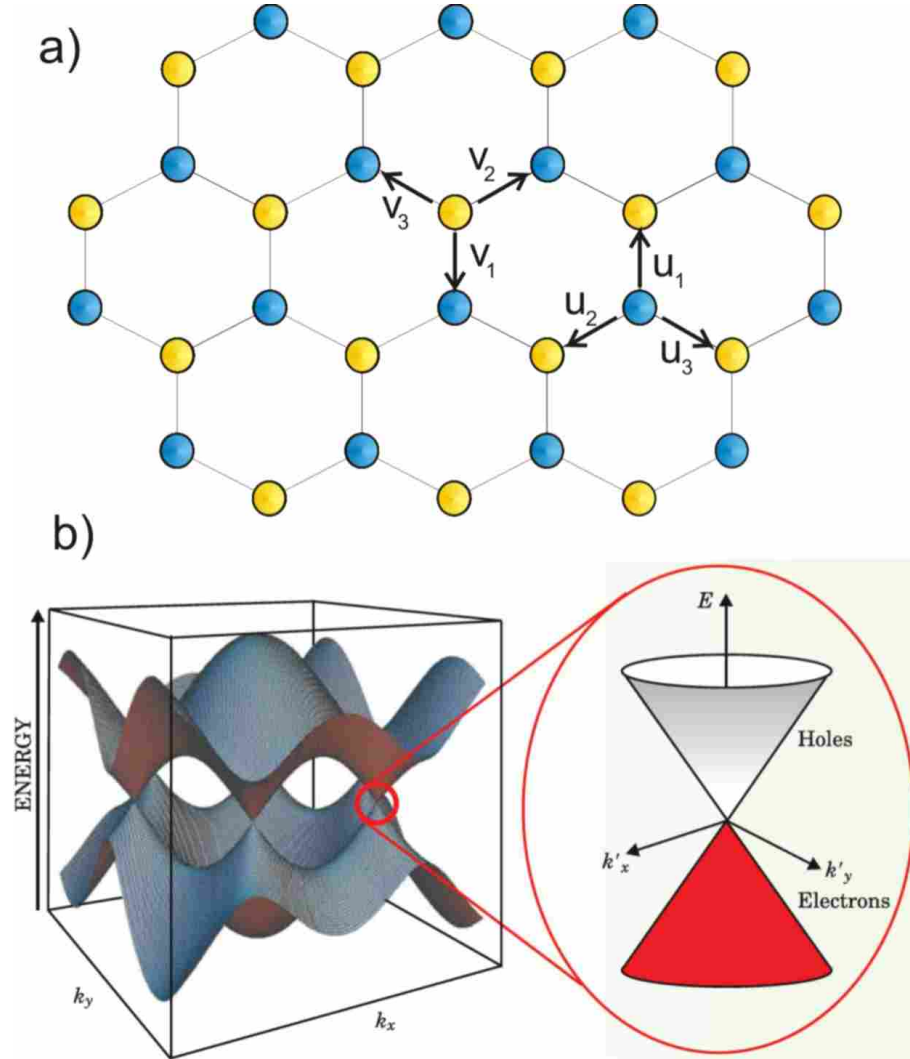 a)
v2
v3
v1
u1
u2
u3
b)
E
ENERGY
Holes
k'x
k'y
Electrons
ky
kx